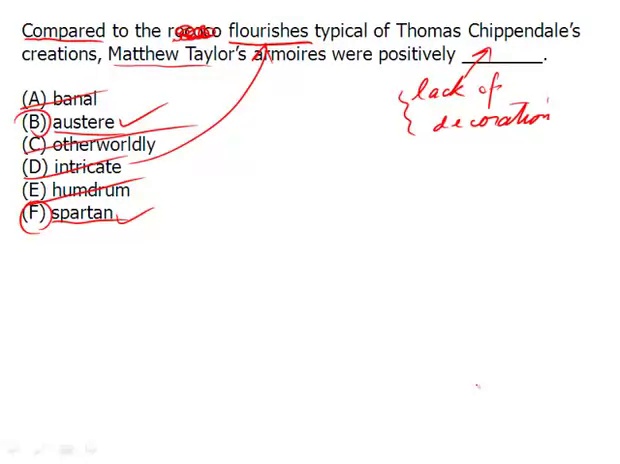 Compared to the rococo flourishes typical of Thomas Chippendale's
creations, Matthew Taylor's armoires were positively ________.
(A) banal
(B) austere
(C) otherworldly
(D) intricate
(E) humdrum
(F) spartan
lack of
decoration